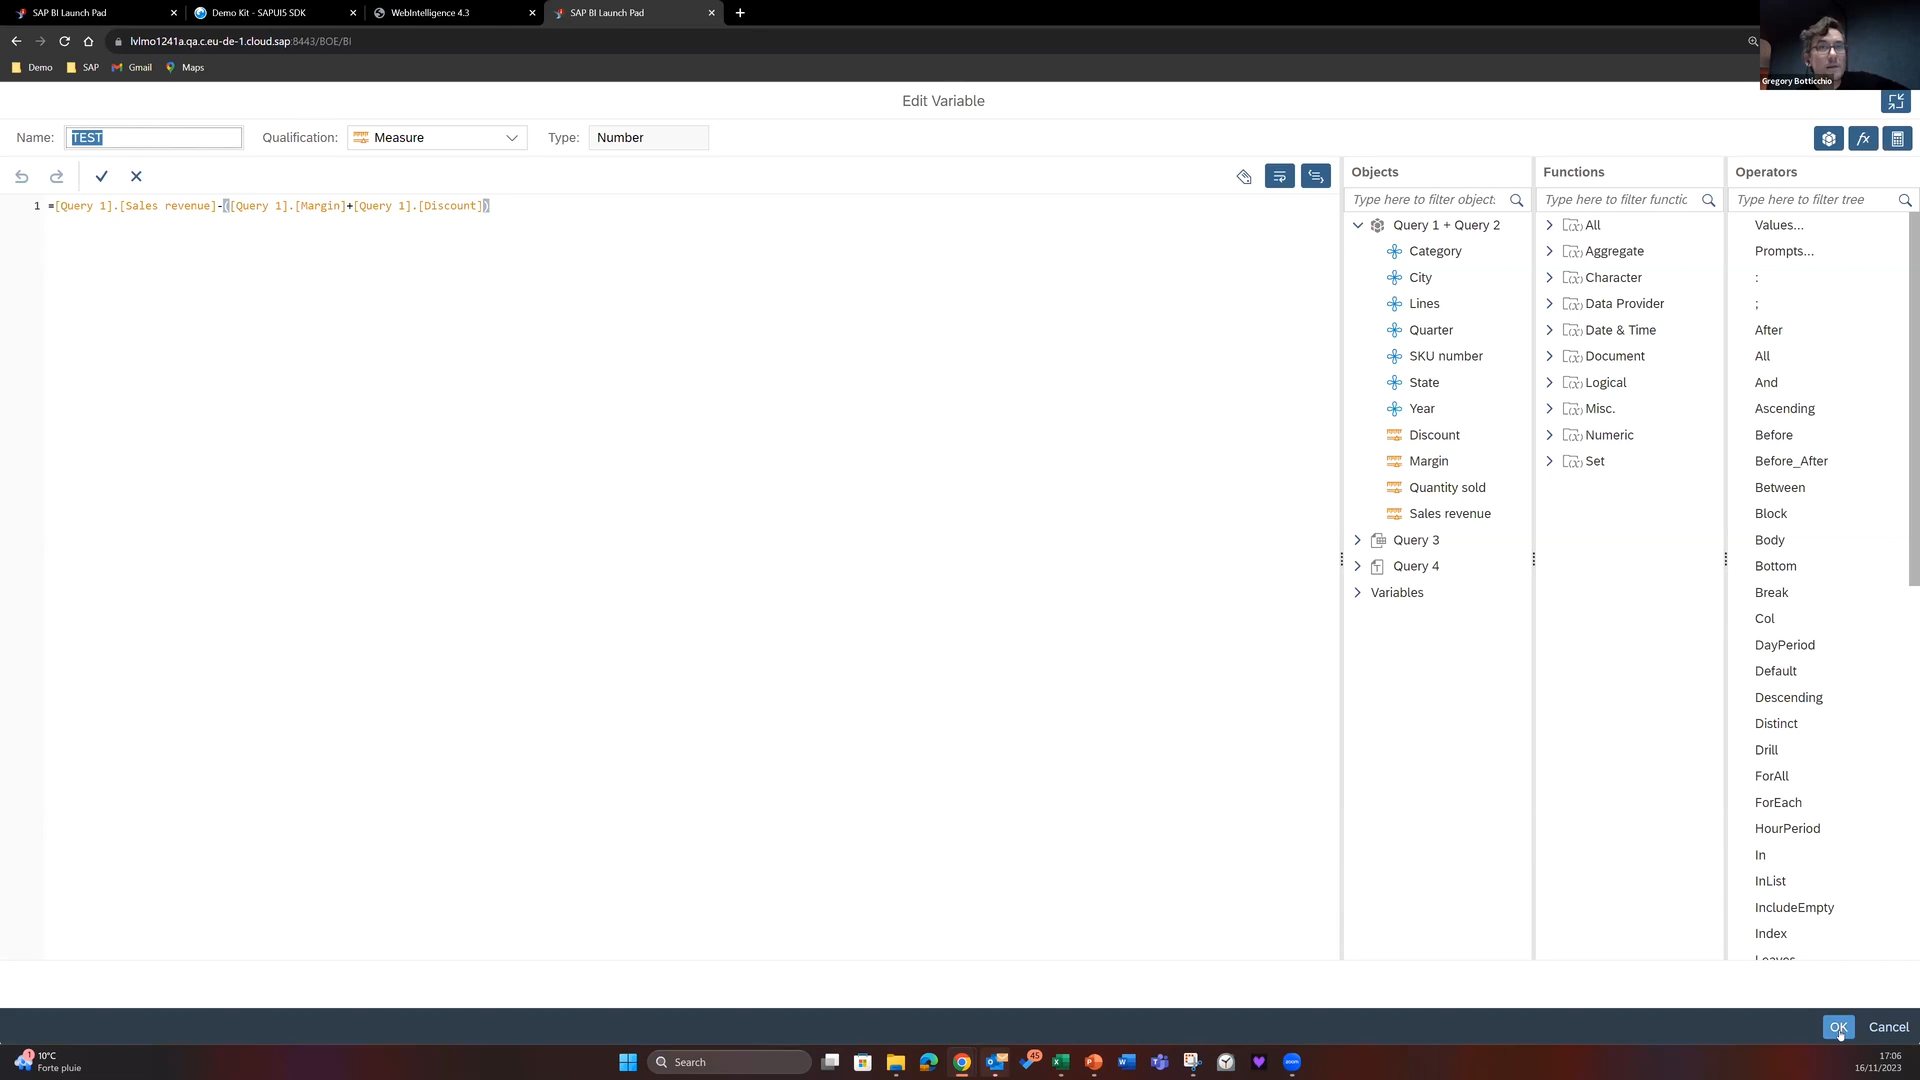 SAP BI Launch Pad
Demo Kit - SAPUI5 SDK
WebIntelligence 4.3
SAP BI Launch Pad
lvlmo1241a.qa.c.eu-de-1.cloud.sap:8443/BOE/BI
Demo
SAP
Gmail
Maps
Gregory Botticchio
Edit Variable
Name:
TEST
Qualification:
Measure
Type:
Number
1 =[Query 1].[Sales revenue]-([Query 1].[Margin]+[Query 1].[Discount])
Objects
Type here to filter objects
Query 1 + Query 2
Category
City
Lines
Quarter
SKU number
State
Year
Discount
Margin
Quantity sold
Sales revenue
Query 3
Query 4
Variables
Functions
Type here to filter functic
All
Aggregate
Character
Data Provider
Date & Time
Document
Logical
Misc.
Numeric
Set
Operators
Type here to filter tree
Values...
Prompts...
:
;
After
All
And
Ascending
Before
Before_After
Between
Block
Body
Bottom
Break
Col
DayPeriod
Default
Descending
Distinct
Drill
ForAll
ForEach
HourPeriod
In
InList
IncludeEmpty
Index
Leaves
OK
Cancel
1
10°C
Forte pluie
Search
45
zoom
17:06
16/11/2023